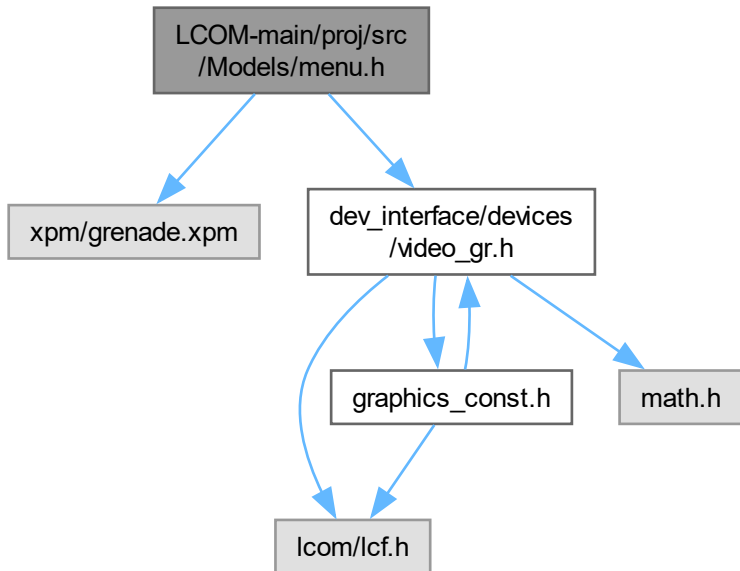 LCOM-main/proj/src
/Models/menu.h
xpm/grenade.xpm
dev_interface/devices
/video_gr.h
graphics_const.h
math.h
lcom/lcf.h